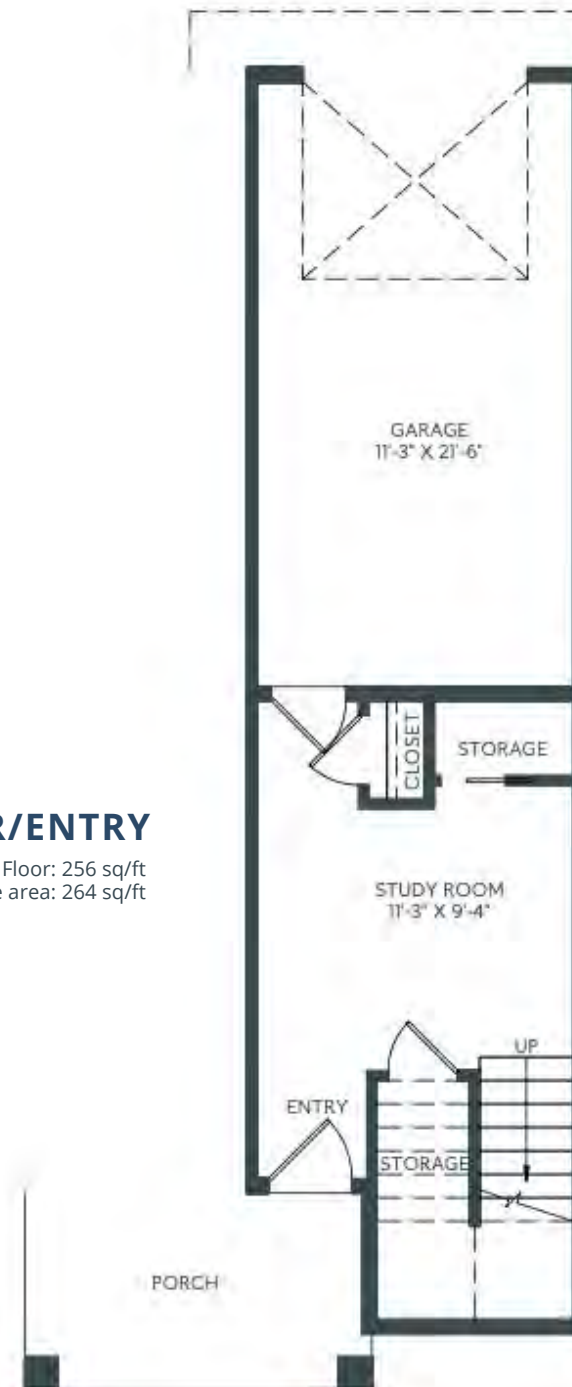 GARAGE
11'-3" X 21'-6"
CLOSET
STORAGE
R/ENTRY
Floor: 256 sq/ft
e area: 264 sq/ft
STUDY ROOM
11'-3" X 9'-4"
UP
ENTRY
STORAGE
PORCH